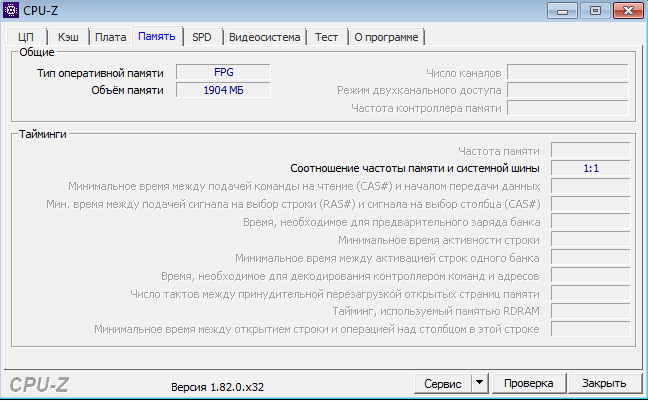 CPU-Z
ЦП Кэш Плата Память SPD Видеосистема Тест О программе
Общие
Тип оперативной памяти FPG Число каналов
Объём памяти 1904 МБ Режим двухканального доступа
Частота контроллера памяти
Тайминги
Частота памяти
Соотношение частоты памяти и системной шины 1:1
Минимальное время между подачей команды на чтение (CAS#) и началом передачи данных
Мин. время между подачей сигнала на выбор строки (RAS#) и сигнала на выбор столбца (CAS#)
Время, необходимое для предварительного заряда банка
Минимальное время активности строки
Минимальное время между активацией строк одного банка
Время, необходимое для декодирования контроллером команд и адресов
Число тактов между принудительной перезагрузкой открытых страниц памяти
Тайминг, используемый памятью RDRAM
Минимальное время между открытием строки и операцией над столбцом в этой строке
CPU-Z Версия 1.82.0.x32 Сервис Проверка Закрыть